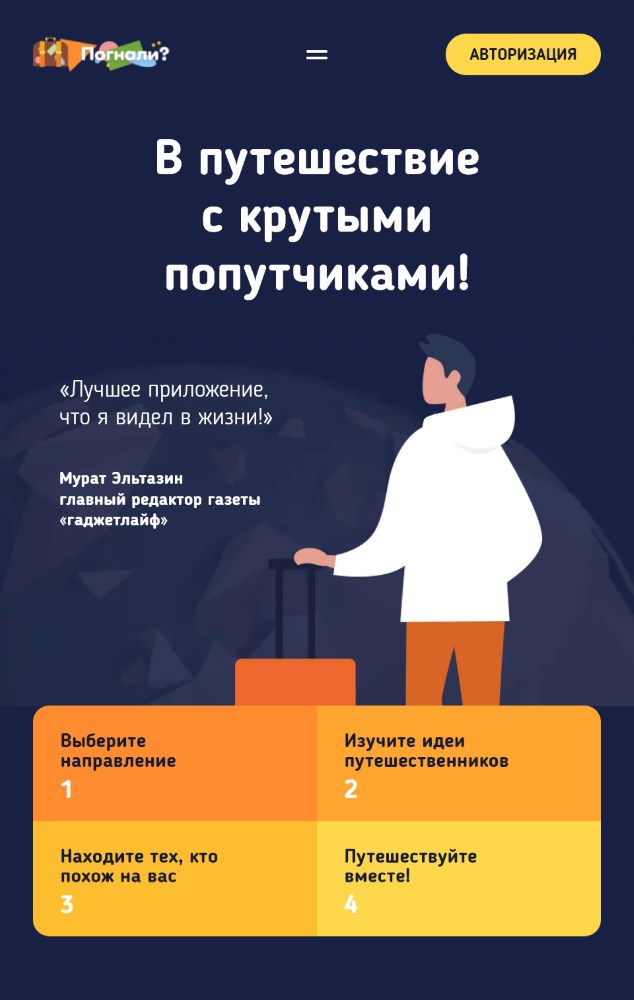 Погнали?
АВТОРИЗАЦИЯ
В путешествие
с крутыми
попутчиками!
«Лучшее приложение,
что я видел в жизни!»
Мурат Эльтазин
главный редактор газеты
«гаджетлайф»
Выберите
направление
1
Изучите идеи
путешественников
2
Находите тех, кто
похож на вас
3
Путешествуйте
вместе!
4